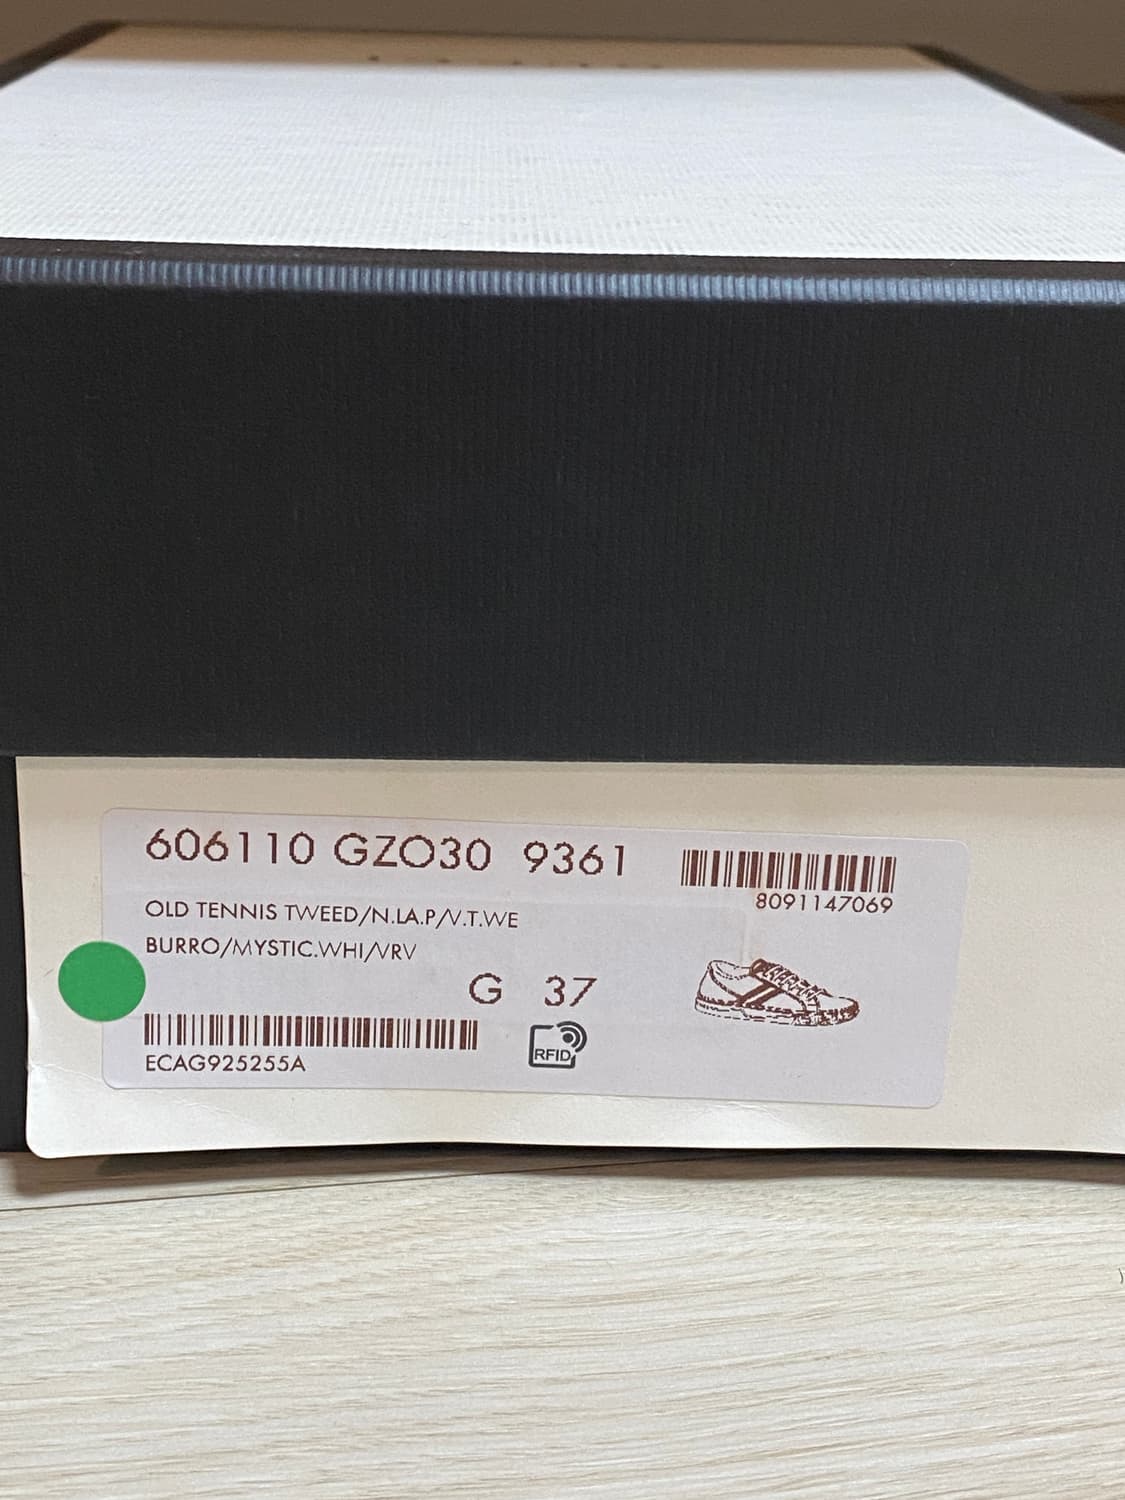 606110 GZO30 9361
8091147069
OLD TENNIS TWEED/N.LA.P/V.T.WE
BURRO/MYSTIC.WHI/VRV
G 37
ECAG925255A
RFID